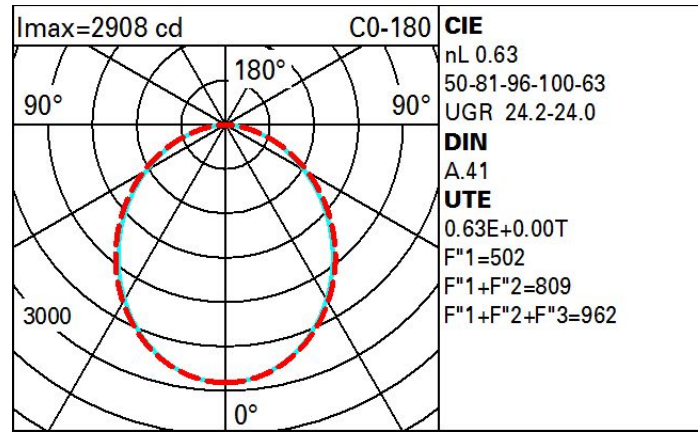 Imax=2908 cd C0-180
180°
90° 90°
3000
0°
CIE
nL 0.63
50-81-96-100-63
UGR 24.2-24.0
DIN
A.41
UTE
0.63E+0.00T
F"1=502
F"1+F"2=809
F"1+F"2+F"3=962